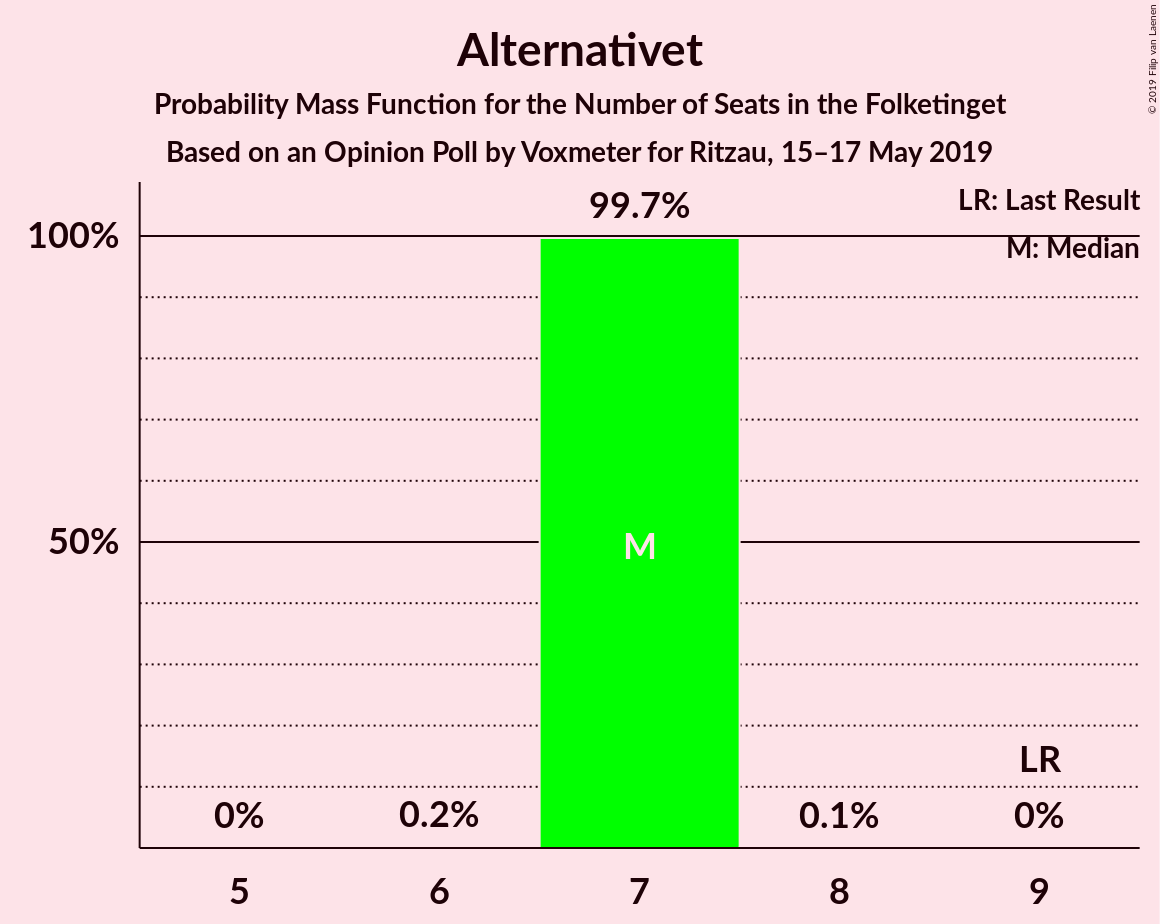 Alternativet
Probability Mass Function for the Number of Seats in the Folketinget
Based on an Opinion Poll by Voxmeter for Ritzau, 15–17 May 2019
© 2019 Filip van Laenen
LR: Last Result
M: Median
99.7%
100%
50%
M
LR
0%
0.2%
0.1%
0%
5
6
7
8
9